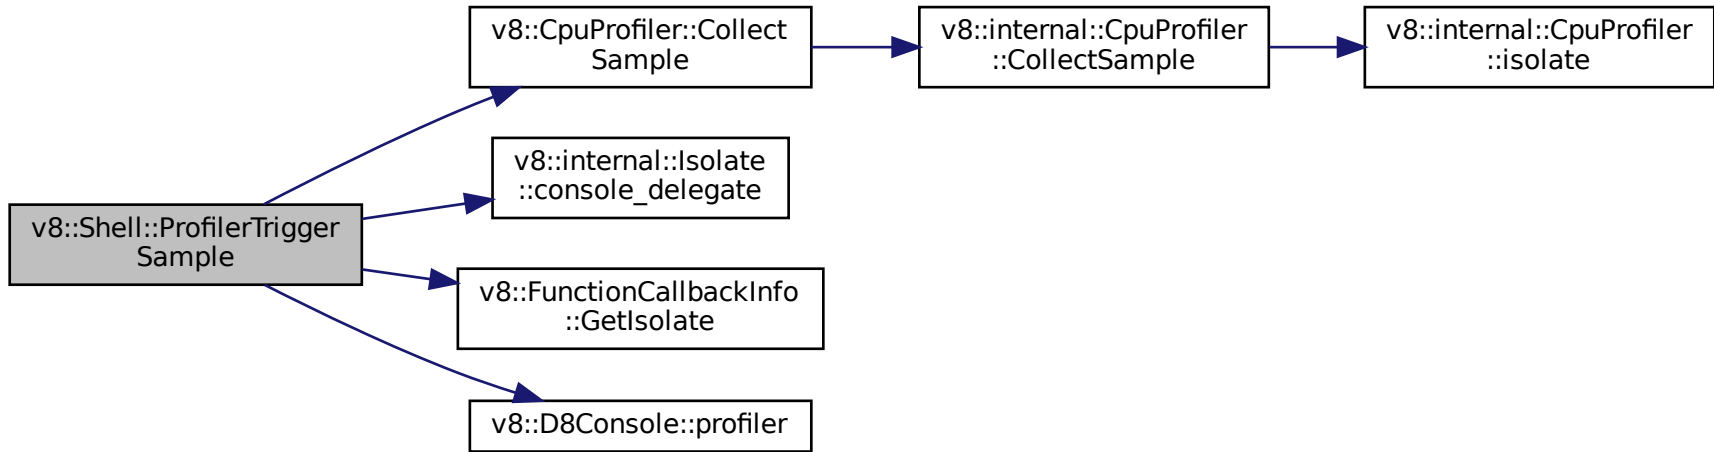 v8::CpuProfiler::Collect
Sample
v8::internal::CpuProfiler
::CollectSample
v8::internal::CpuProfiler
::isolate
v8::internal::Isolate
::console_delegate
v8::Shell::ProfilerTrigger
Sample
v8::FunctionCallbackInfo
::GetIsolate
v8::D8Console::profiler